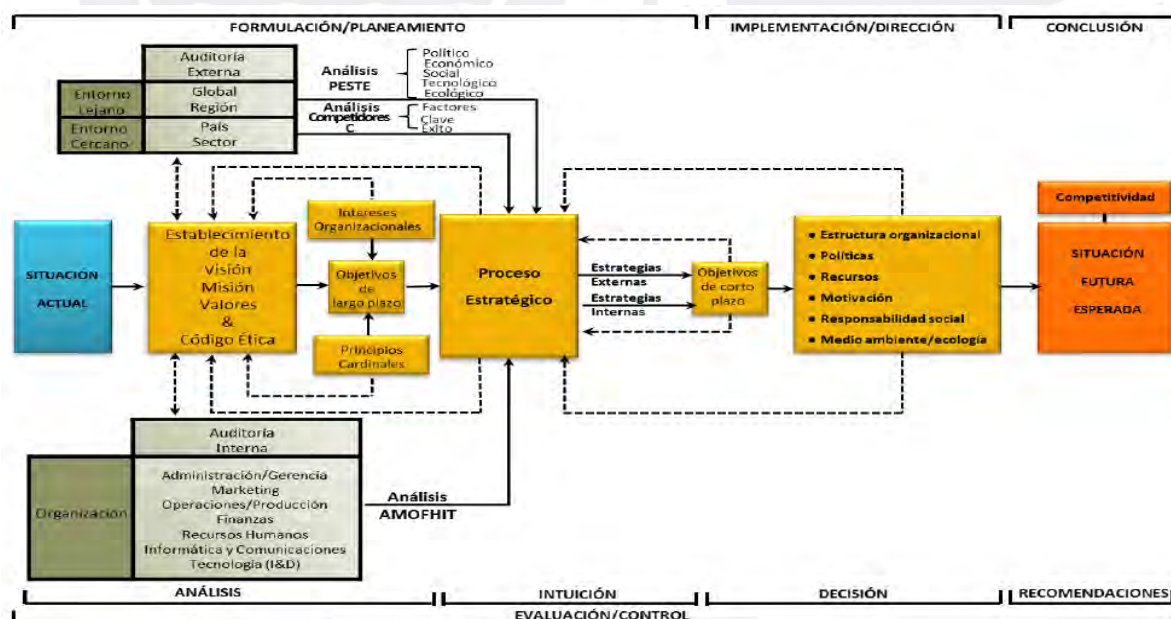 FORMULACIÓN/PLANEAMIENTO
IMPLEMENTACIÓN/DIRECCIÓN
CONCLUSIÓN
Auditoría
Externa
Entorno
Lejano
Global
Región
Entorno
Cercano
País
Sector
Análisis
PESTE
Político
Económico
Social
Tecnológico
Ecológico
Análisis
Competidores
C
Factores
Clave
Exito
SITUACIÓN
ACTUAL
Establecimiento
de la
Visión
Misión
Valores
&
Código Ética
Intereses
Organizacionales
Objetivos de
largo plazo
Principios
Cardinales
Proceso
Estratégico
Estrategias
Externas
Estrategias
Internas
Objetivos
de corto
plazo
• Estructura organizacional
• Políticas
• Recursos
• Motivación
• Responsabilidad social
• Medio ambiente/ecología
Competitividad
SITUACIÓN
FUTURA
ESPERADA
Auditoría
Interna
Organización
Administración/Gerencia
Marketing
Operaciones/Producción
Finanzas
Recursos Humanos
Informática y Comunicaciones
Tecnología (I&D)
Análisis
AMOFHIT
ANÁLISIS
INTUICIÓN
DECISIÓN
RECOMENDACIONES
EVALUACIÓN/CONTROL